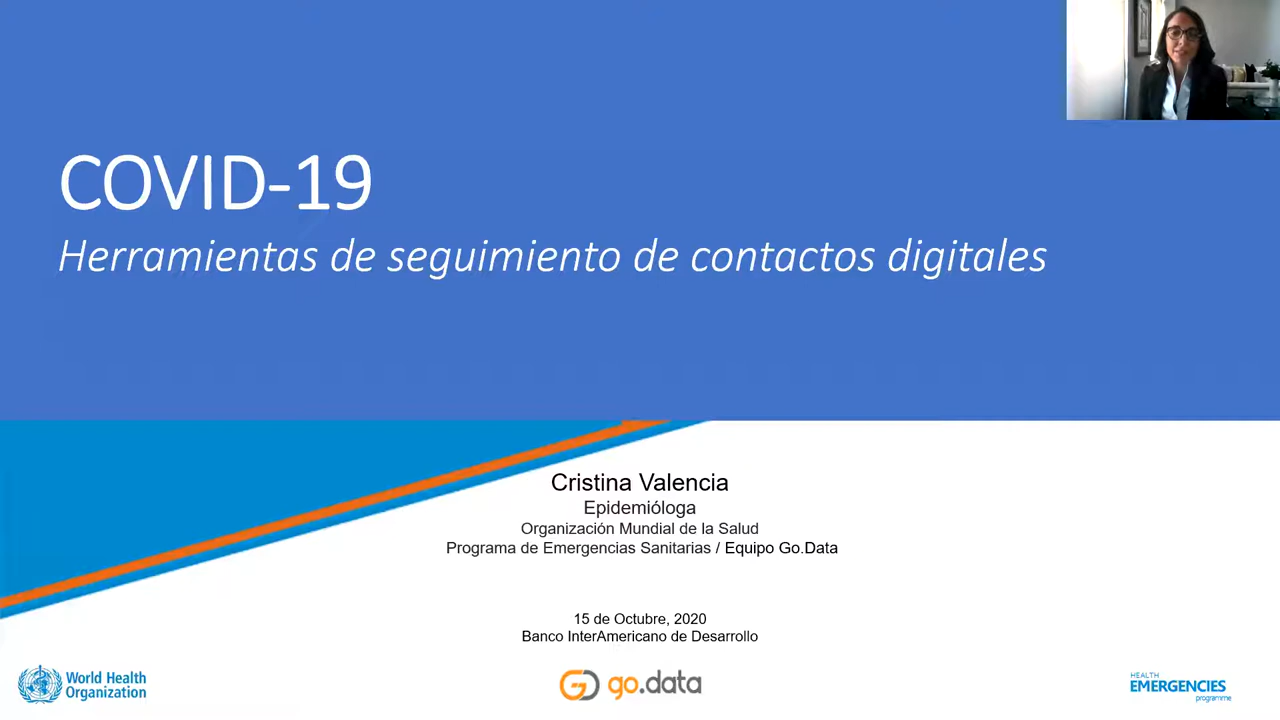 COVID-19
Herramientas de seguimiento de contactos digitales
Cristina Valencia
Epidemióloga
Organización Mundial de la Salud
Programa de Emergencias Sanitarias / Equipo Go.Data
15 de Octubre, 2020
Banco InterAmericano de Desarrollo
World Health
Organization
go.data
HEALTH
EMERGENCIES
programme